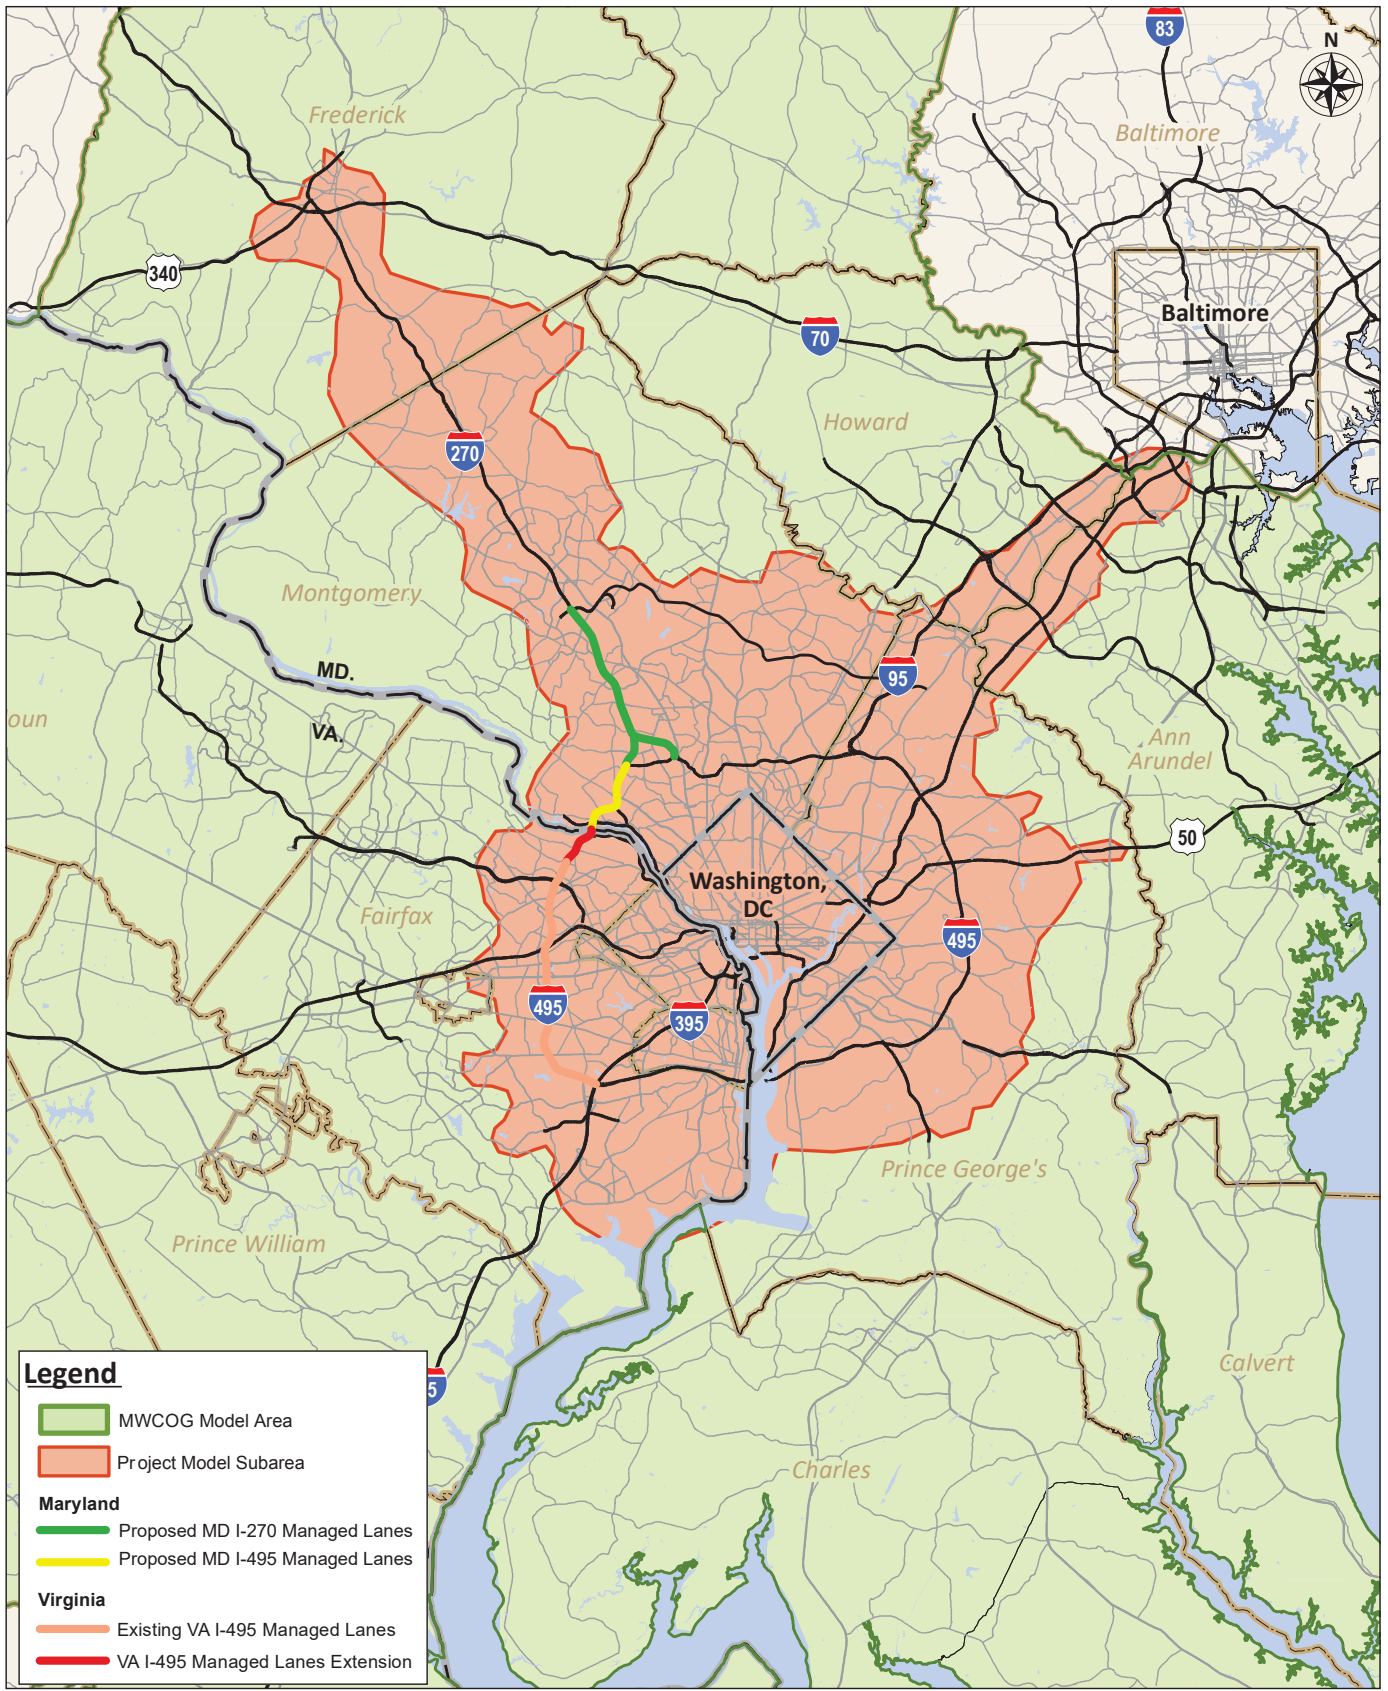 83
N
Frederick
Baltimore
340
Baltimore
70
Howard
270
Montgomery
MD.
95
oun
VA.
Ann
Arundel
50
Washington,
DC
Fairfax
495
495
395
Prince George's
Prince William
Calvert
5
Charles
Legend
MWCOG Model Area
Project Model Subarea
Maryland
Proposed MD I-270 Managed Lanes
Proposed MD I-495 Managed Lanes
Virginia
Existing VA I-495 Managed Lanes
VA I-495 Managed Lanes Extension